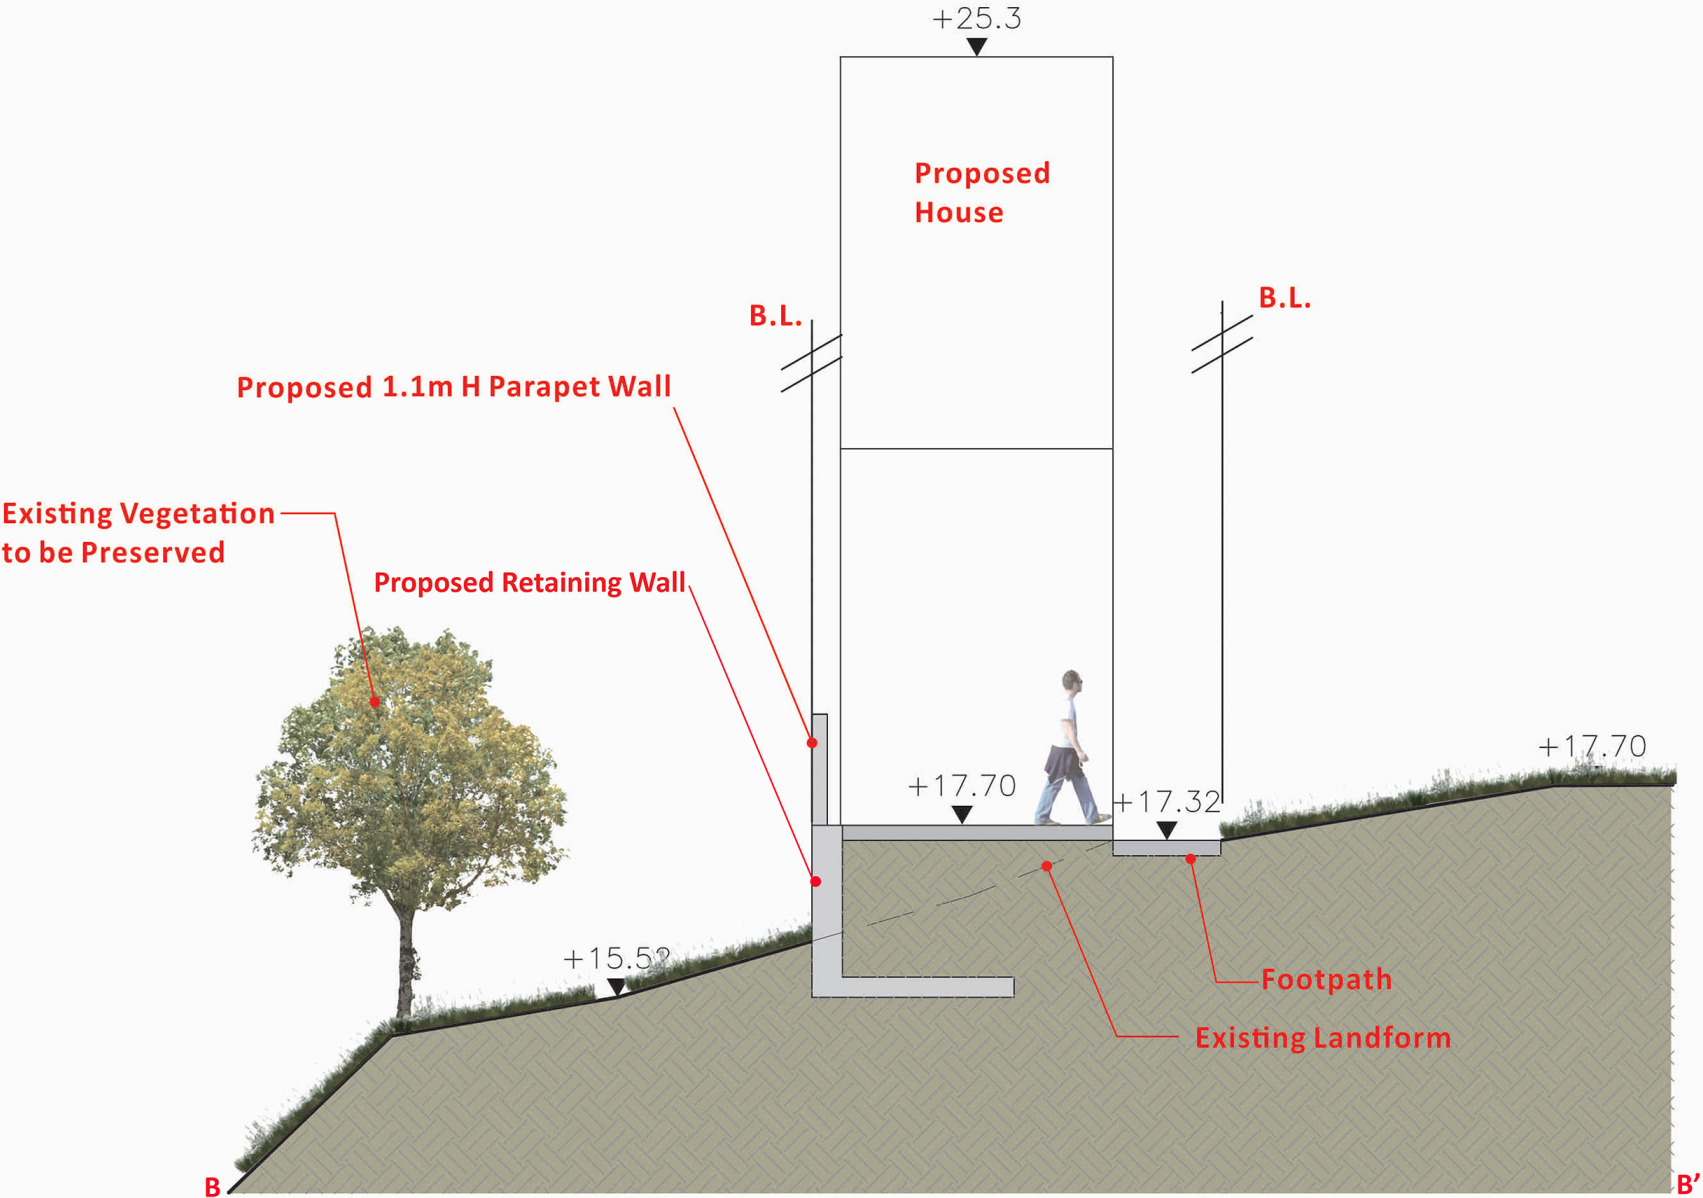 +25.3
Proposed
House
B.L.
B.L.
Proposed 1.1m H Parapet Wall
Existing Vegetation
to be Preserved
Proposed Retaining Wall
+17.70
+17.70
+17.32
Footpath
Existing Landform
B
B'